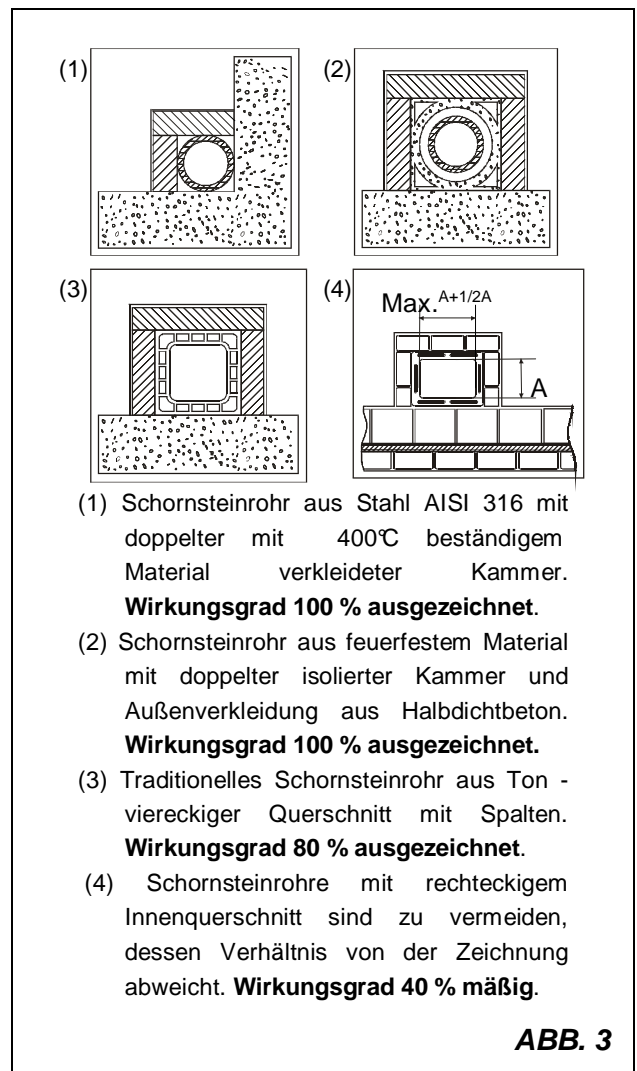 (1)
(2)
(3)
(4)
Max. A+1/2A
A
(1) Schornsteinrohr aus Stahl AISI 316 mit
doppelter mit 400℃ beständigem
Material verkleideter Kammer.
Wirkungsgrad 100 % ausgezeichnet.
(2) Schornsteinrohr aus feuerfestem Material
mit doppelter isolierter Kammer und
Außenverkleidung aus Halbdichtbeton.
Wirkungsgrad 100 % ausgezeichnet.
(3) Traditionelles Schornsteinrohr aus Ton -
viereckiger Querschnitt mit Spalten.
Wirkungsgrad 80 % ausgezeichnet.
(4) Schornsteinrohre mit rechteckigem
Innenquerschnitt sind zu vermeiden,
dessen Verhältnis von der Zeichnung
abweicht. Wirkungsgrad 40 % mäßig.
ABB. 3